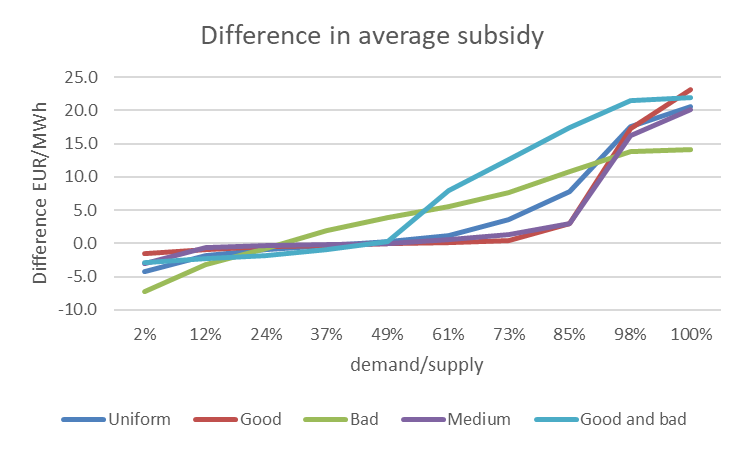 Difference in average subsidy
Difference EUR/MWh
25.0
20.0
15.0
10.0
5.0
0.0
-5.0
-10.0
2% 12% 24% 37% 49% 61% 73% 85% 98% 100%
demand/supply
Uniform Good Bad Medium Good and bad